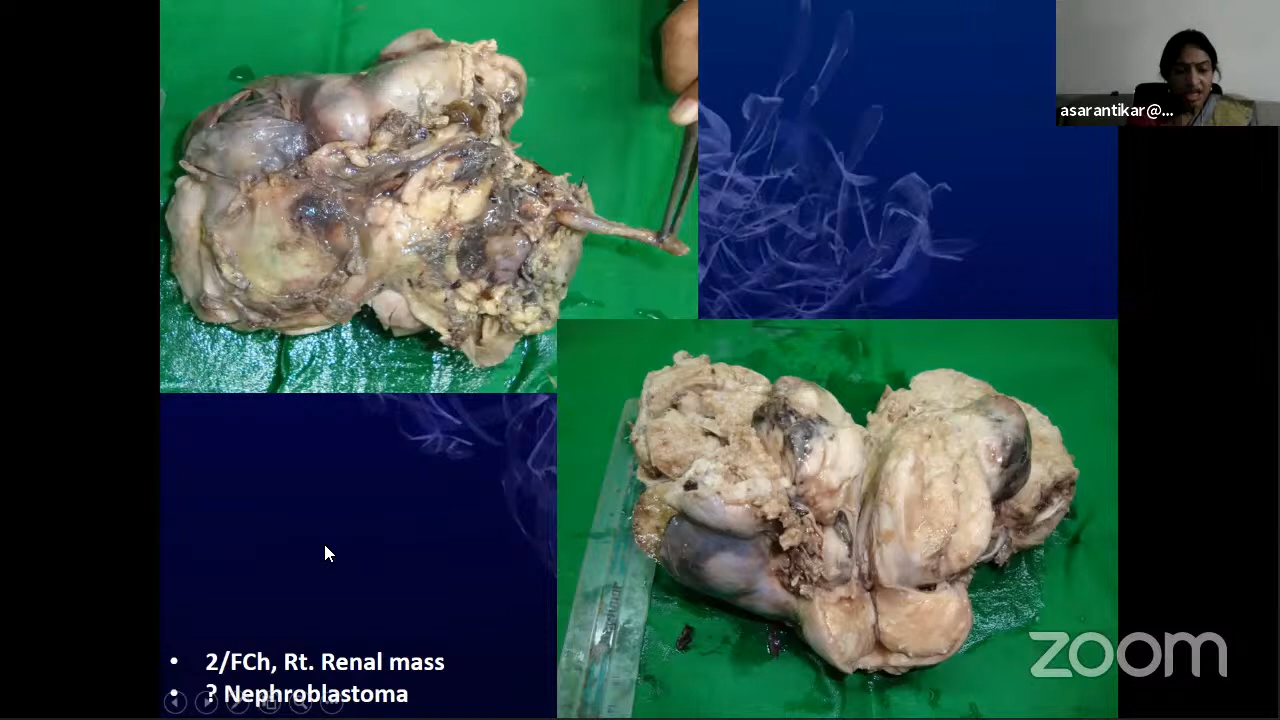 asarantikar@...
• 2/FCh, Rt. Renal mass
• ? Nephroblastoma
zoom